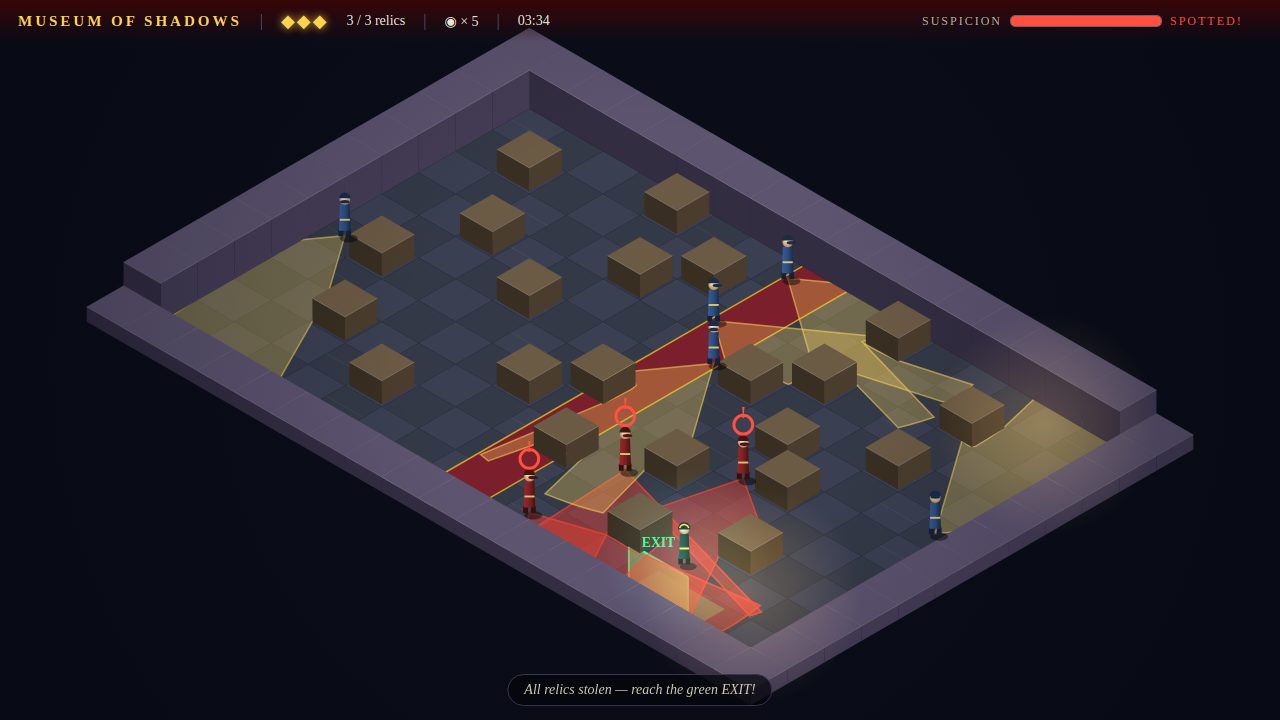 MUSEUM OF SHADOWS | ◆◆◆ 3 / 3 relics | ◉ × 5 | 03:34
SUSPICION SPOTTED!
EXIT
All relics stolen — reach the green EXIT!